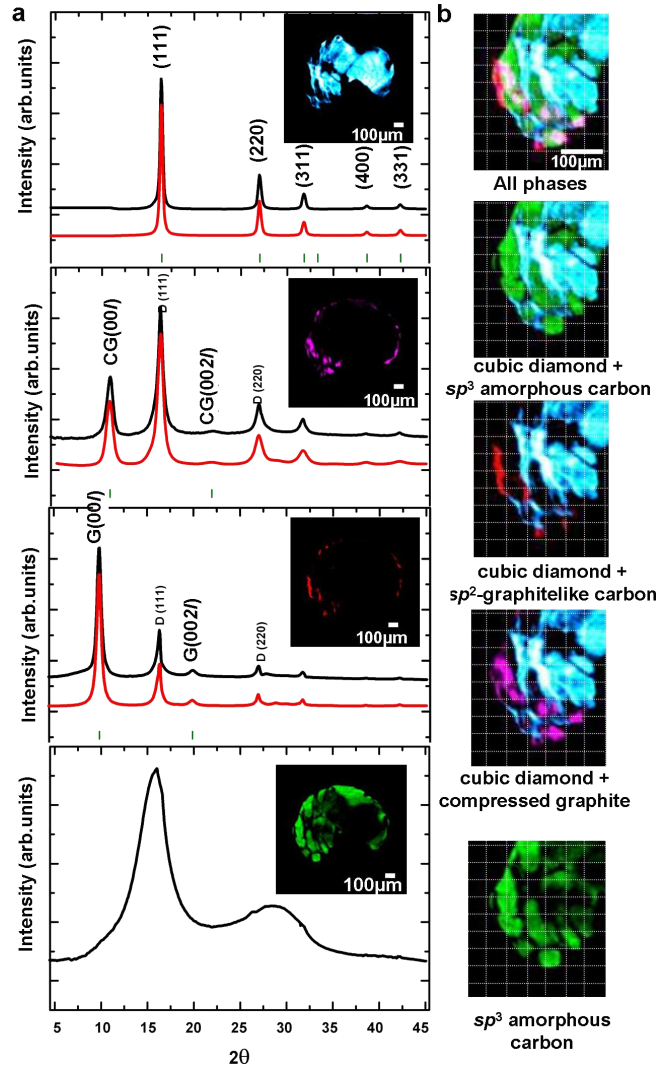 a
Intensity (arb.units)
(111)
(220)
(311)
(400)
(331)
100µm
Intensity (arb.units)
CG(00l)
D (111)
CG(002l)
D (220)
100µm
Intensity (arb.units)
G(00l)
D (111)
G(002l)
D (220)
100µm
Intensity (arb.units)
100µm
5 10 15 20 25 30 35 40 45
2θ
b
100µm
All phases
cubic diamond +
sp³ amorphous carbon
cubic diamond +
sp²-graphitelike carbon
cubic diamond +
compressed graphite
sp³ amorphous
carbon